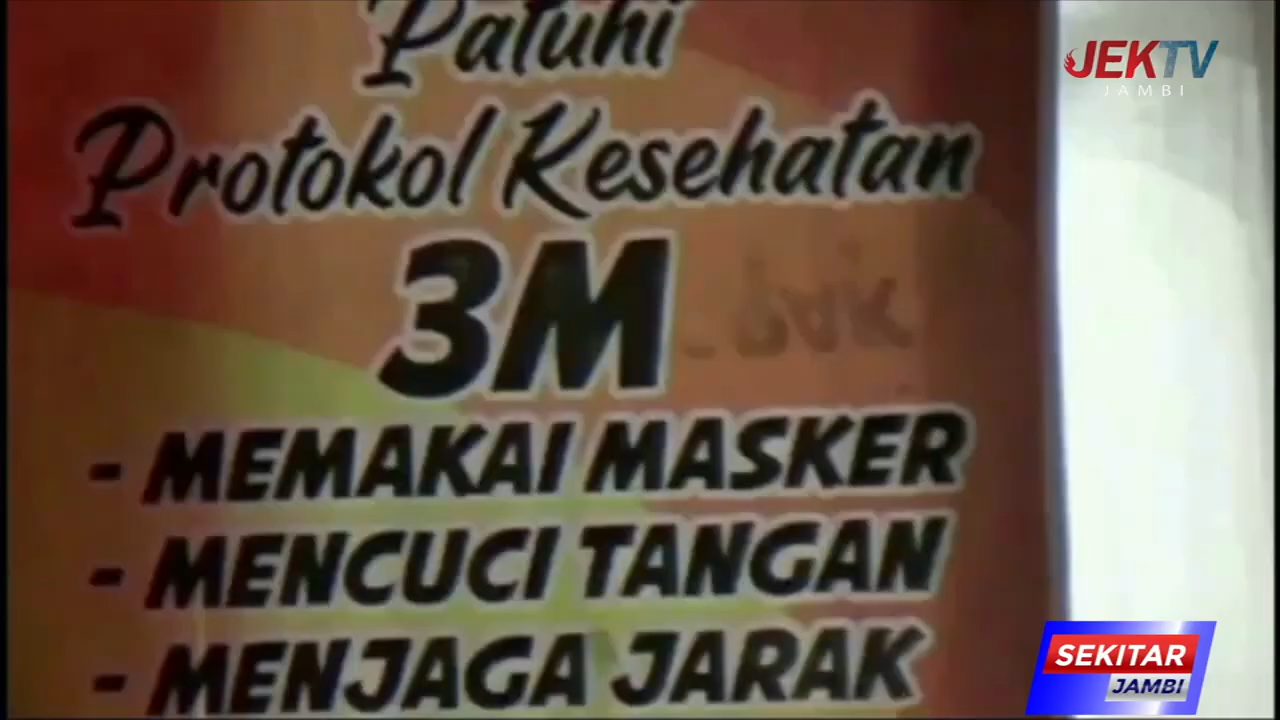 Patuhi
JEKTV
JAMBI
Protokol Kesehatan
3M
- MEMAKAI MASKER
- MENCUCI TANGAN
- MENJAGA JARAK
SEKITAR
JAMBI